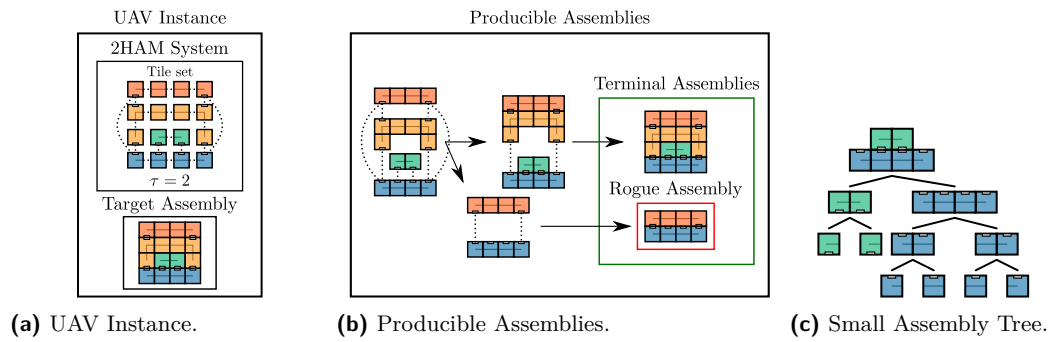 UAV Instance
2HAM System
Tile set
τ = 2
Target Assembly
(a) UAV Instance.
Producible Assemblies
Terminal Assemblies
Rogue Assembly
(b) Producible Assemblies.
(c) Small Assembly Tree.